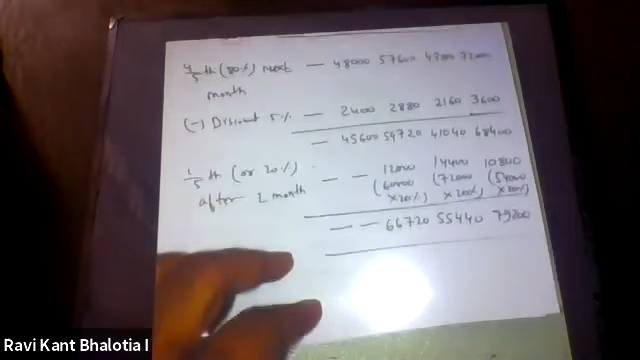 4/5 th (80%) next — 48000 57600 43200 72000
month
(-) Discount 5% — 2400 2880 2160 3600
— 45600 54720 41040 68400
1/5 th (or 20%) — — 12000 14400 10800
after 2 month (60000 (72000 (54000
×20%) ×20%) ×20%)
— — 66720 55440 79200
Ravi Kant Bhalotia I